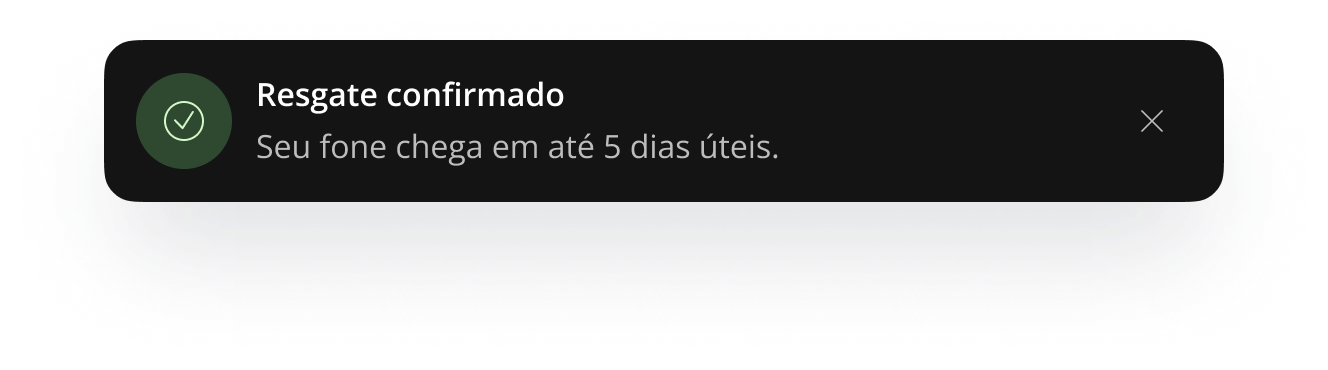 Resgate confirmado
Seu fone chega em até 5 dias úteis.